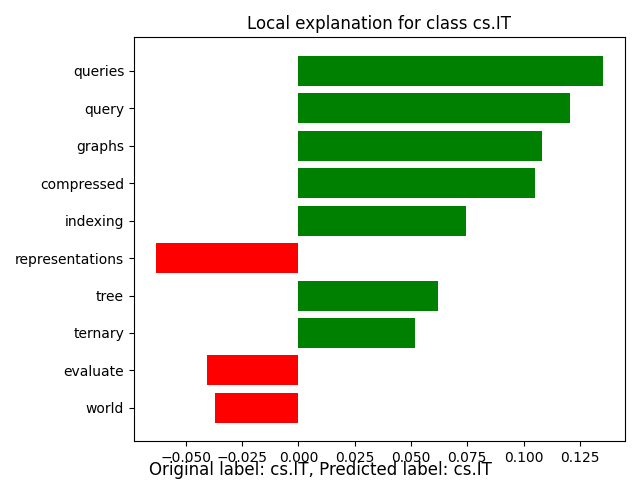 Local explanation for class cs.IT
queries
query
graphs
compressed
indexing
representations
tree
ternary
evaluate
world
−0.050 −0.025 0.000 0.025 0.050 0.075 0.100 0.125
Original label: cs.IT, Predicted label: cs.IT